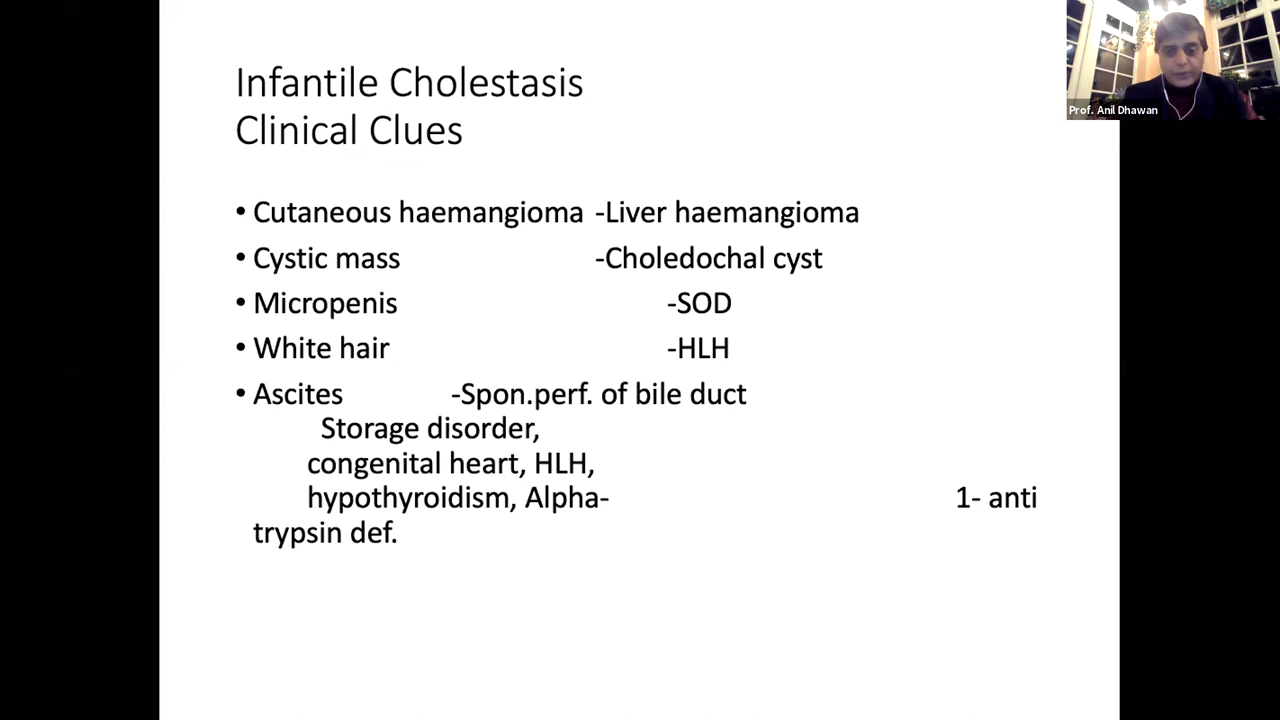 Prof. Anil Dhawan
Infantile Cholestasis
Clinical Clues
• Cutaneous haemangioma -Liver haemangioma
• Cystic mass -Choledochal cyst
• Micropenis -SOD
• White hair -HLH
• Ascites -Spon.perf. of bile duct
Storage disorder,
congenital heart, HLH,
hypothyroidism, Alpha- 1- anti
trypsin def.